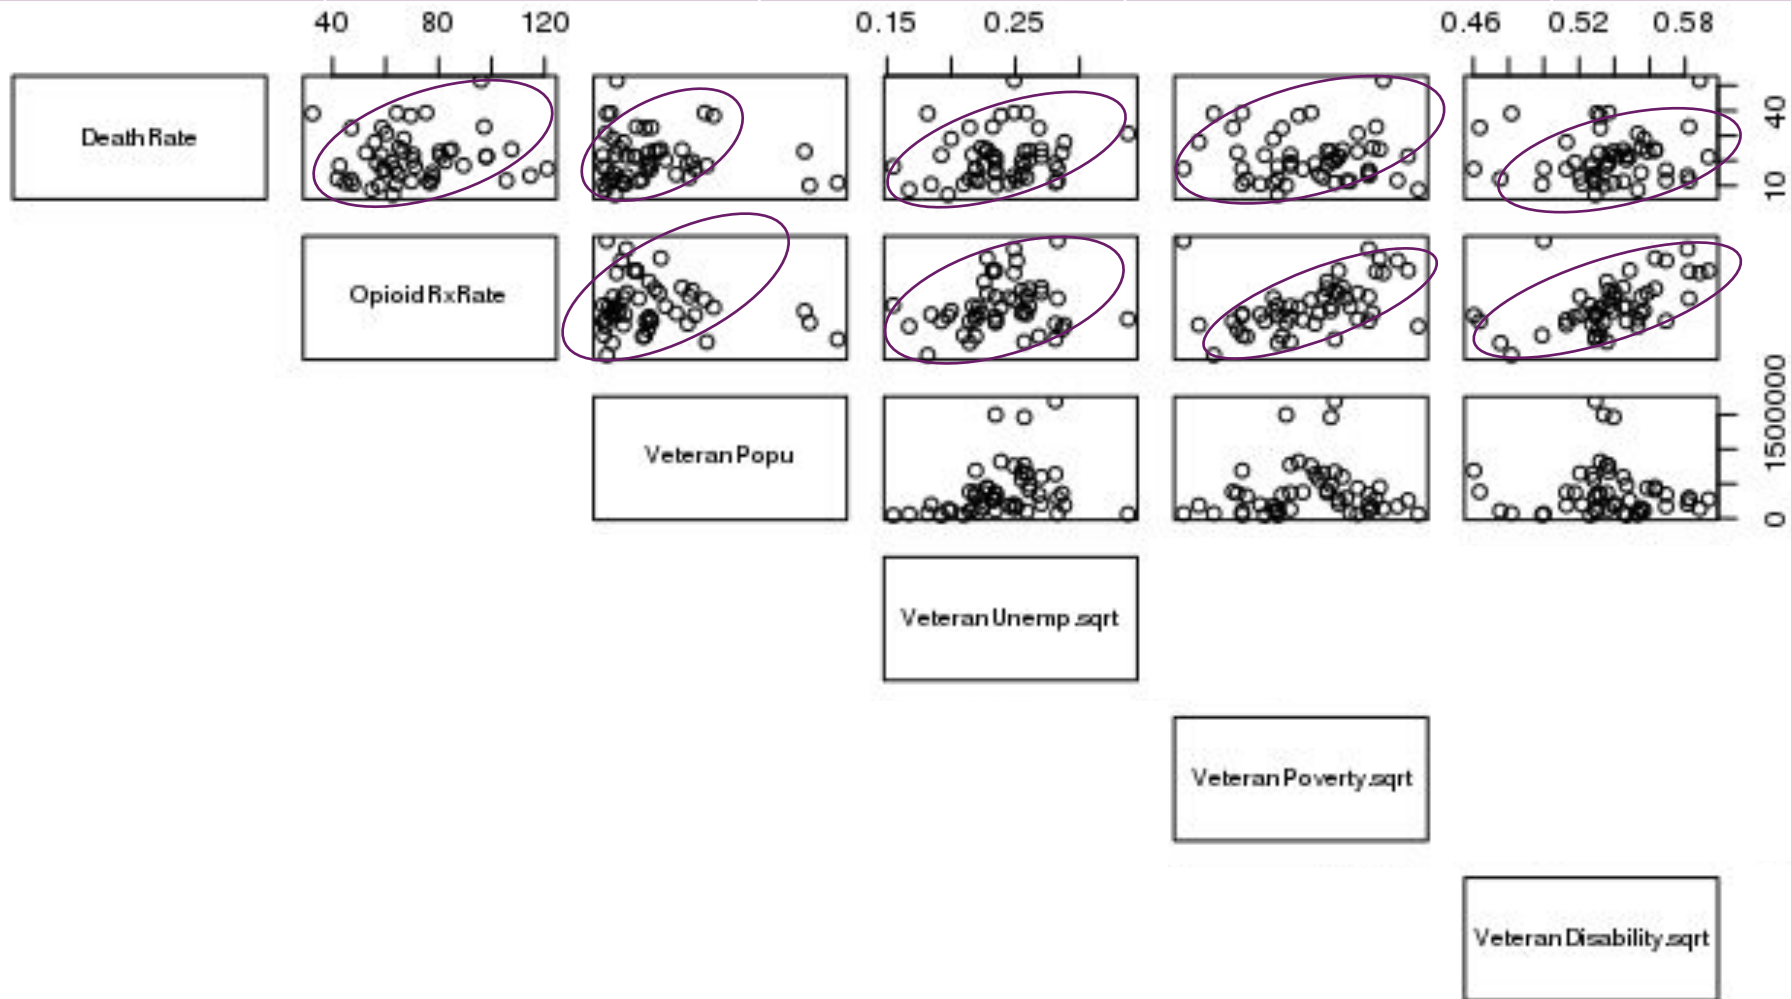 40 80 120 0.15 0.25 0.46 0.52 0.58
Death Rate
40
10
Opioid Rx Rate
Veteran Popu
1500000
0
Veteran Unemp.sqrt
Veteran Poverty.sqrt
Veteran Disability.sqrt